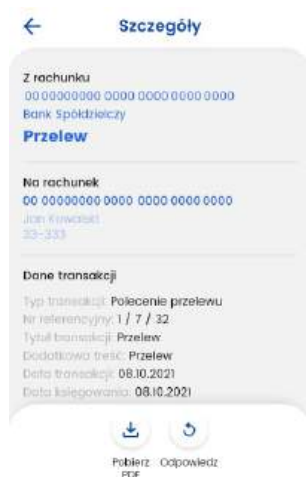 Szczegóły
Z rachunku
00 0000000000 0000 0000 0000 0000
Bank Spółdzielczy
Przelew
Na rachunek
00 00000000 0000 0000 0000 0000
Jan Kowalski
33-333
Dane transakcji
Typ transakcji: Polecenie przelewu
Nr referencyjny: 1 / 7 / 32
Tytuł transakcji: Przelew
Dodatkowa treść: Przelew
Data transakcji: 08.10.2021
Data księgowania: 08.10.2021
Pobierz Odpowiedz
PDF